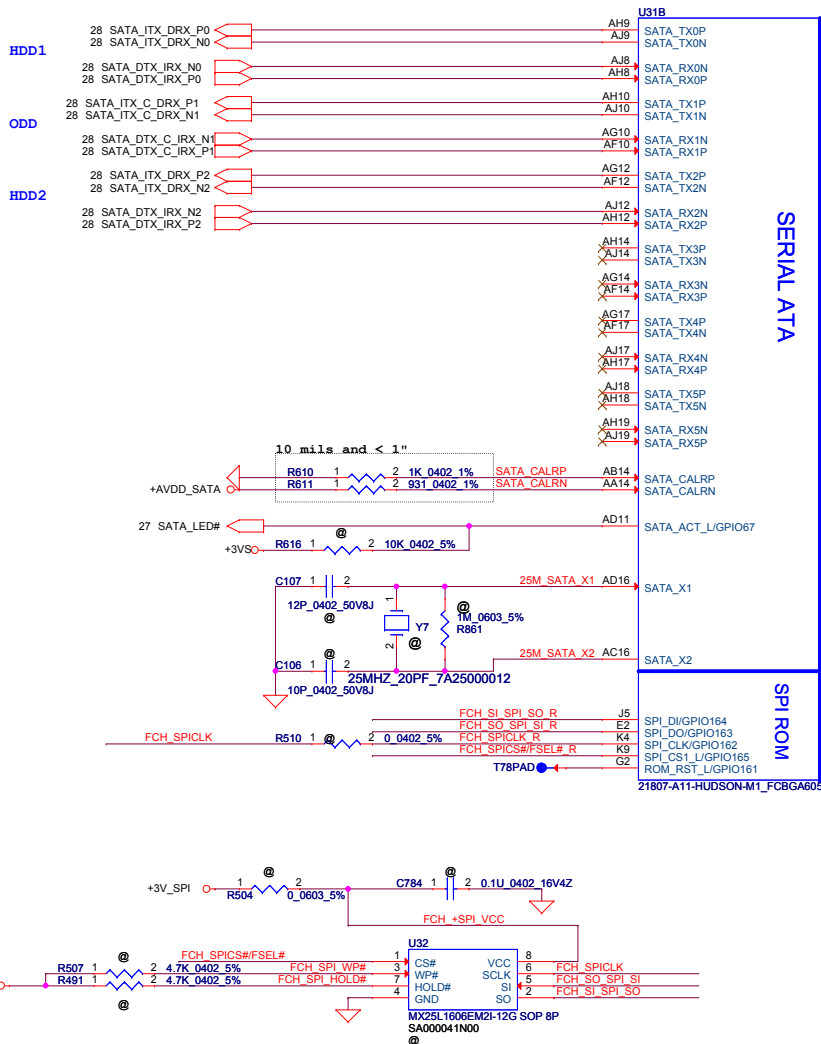 U31B
28 SATA_ITX_DRX_P0 AH9 SATA_TX0P
28 SATA_ITX_DRX_N0 AJ9 SATA_TX0N
HDD1
28 SATA_DTX_IRX_N0 AJ8 SATA_RX0N
28 SATA_DTX_IRX_P0 AH8 SATA_RX0P
28 SATA_ITX_C_DRX_P1 AH10 SATA_TX1P
28 SATA_ITX_C_DRX_N1 AJ10 SATA_TX1N
ODD
28 SATA_DTX_C_IRX_N1 AG10 SATA_RX1N
28 SATA_DTX_C_IRX_P1 AF10 SATA_RX1P
28 SATA_ITX_DRX_P2 AG12 SATA_TX2P
28 SATA_ITX_DRX_N2 AF12 SATA_TX2N
HDD2
28 SATA_DTX_IRX_N2 AJ12 SATA_RX2N
28 SATA_DTX_IRX_P2 AH12 SATA_RX2P
SERIAL ATA
AH14 SATA_TX3P
AJ14 SATA_TX3N
AG14 SATA_RX3N
AF14 SATA_RX3P
AG17 SATA_TX4P
AF17 SATA_TX4N
AJ17 SATA_RX4N
AH17 SATA_RX4P
AJ18 SATA_TX5P
AH18 SATA_TX5N
AH19 SATA_RX5N
AJ19 SATA_RX5P
10 mils and < 1"
R610 1 2 1K_0402_1% SATA_CALRP AB14 SATA_CALRP
+AVDD_SATA R611 1 2 931_0402_1% SATA_CALRN AA14 SATA_CALRN
27 SATA_LED# AD11 SATA_ACT_L/GPIO67
@
+3VS R616 1 2 10K_0402_5%
C107 1 2 25M_SATA_X1 AD16 SATA_X1
12P_0402_50V8J
@
1
Y7
2
@
@
1M_0603_5%
R861
@
C106 1 2 25M_SATA_X2 AC16 SATA_X2
10P_0402_50V8J
25MHZ_20PF_7A25000012
SPI ROM
FCH_SI_SPI_SO_R J5 SPI_DI/GPIO164
FCH_SO_SPI_SI_R E2 SPI_DO/GPIO163
FCH_SPICLK R510 1 @ 2 0_0402_5% FCH_SPICLK_R K4 SPI_CLK/GPIO162
FCH_SPICS#/FSEL#_R K9 SPI_CS1_L/GPIO165
T78PAD G2 ROM_RST_L/GPIO161
21807-A11-HUDSON-M1_FCBGA605
@ @
+3V_SPI 1 2 C784 1 2 0.1U_0402_16V4Z
R504 0_0603_5%
FCH_+SPI_VCC
U32
FCH_SPICS#/FSEL# 1 CS# VCC 8
@
R507 1 2 4.7K_0402_5% FCH_SPI_WP# 3 WP# SCLK 6 FCH_SPICLK
R491 1 2 4.7K_0402_5% FCH_SPI_HOLD# 7 HOLD# SI 5 FCH_SO_SPI_SI
@
4 GND SO 2 FCH_SI_SPI_SO
MX25L1606EM2I-12G SOP 8P
SA000041N00
@